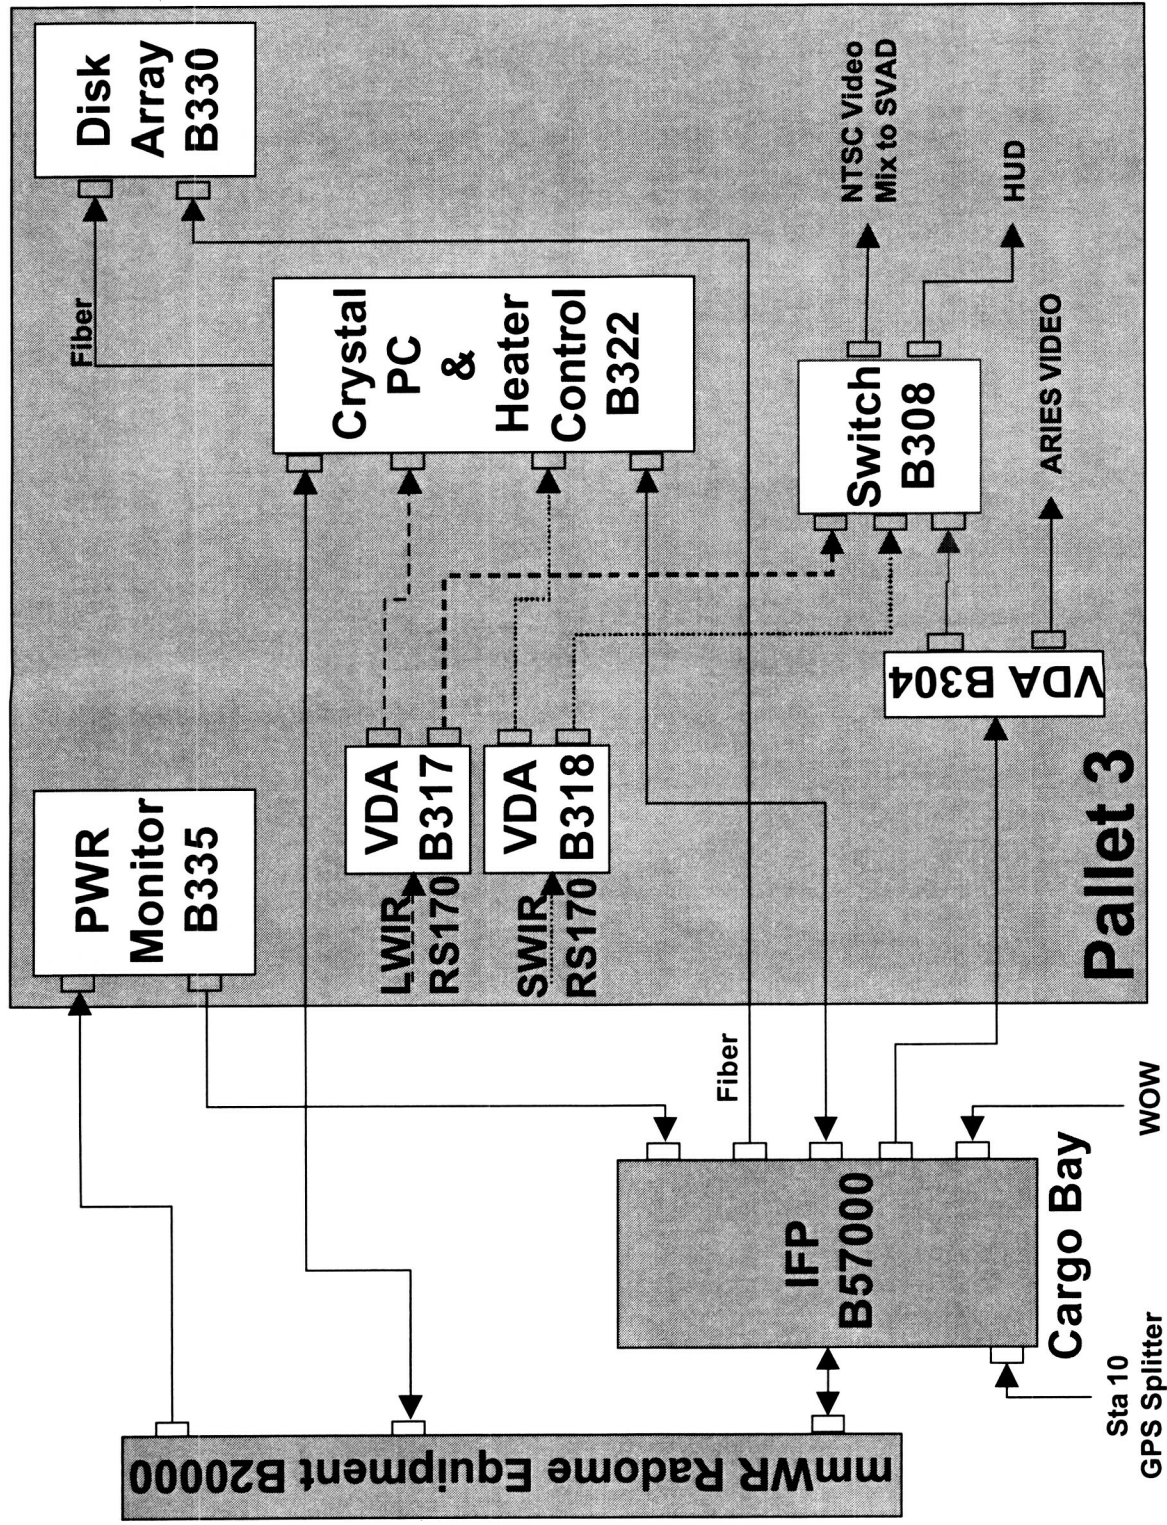 mmWR Radome Equipment B20000
PWR
Monitor
B335
Disk
Array
B330
Fiber
Crystal
PC
&
Heater
Control
B322
LWIR
RS170
VDA
B317
SWIR
RS170
VDA
B318
Fiber
IFP
B57000
Cargo Bay
Sta 10
GPS Splitter
WOW
VDA B304
Switch
B308
NTSC Video
Mix to SVAD
HUD
ARIES VIDEO
Pallet 3